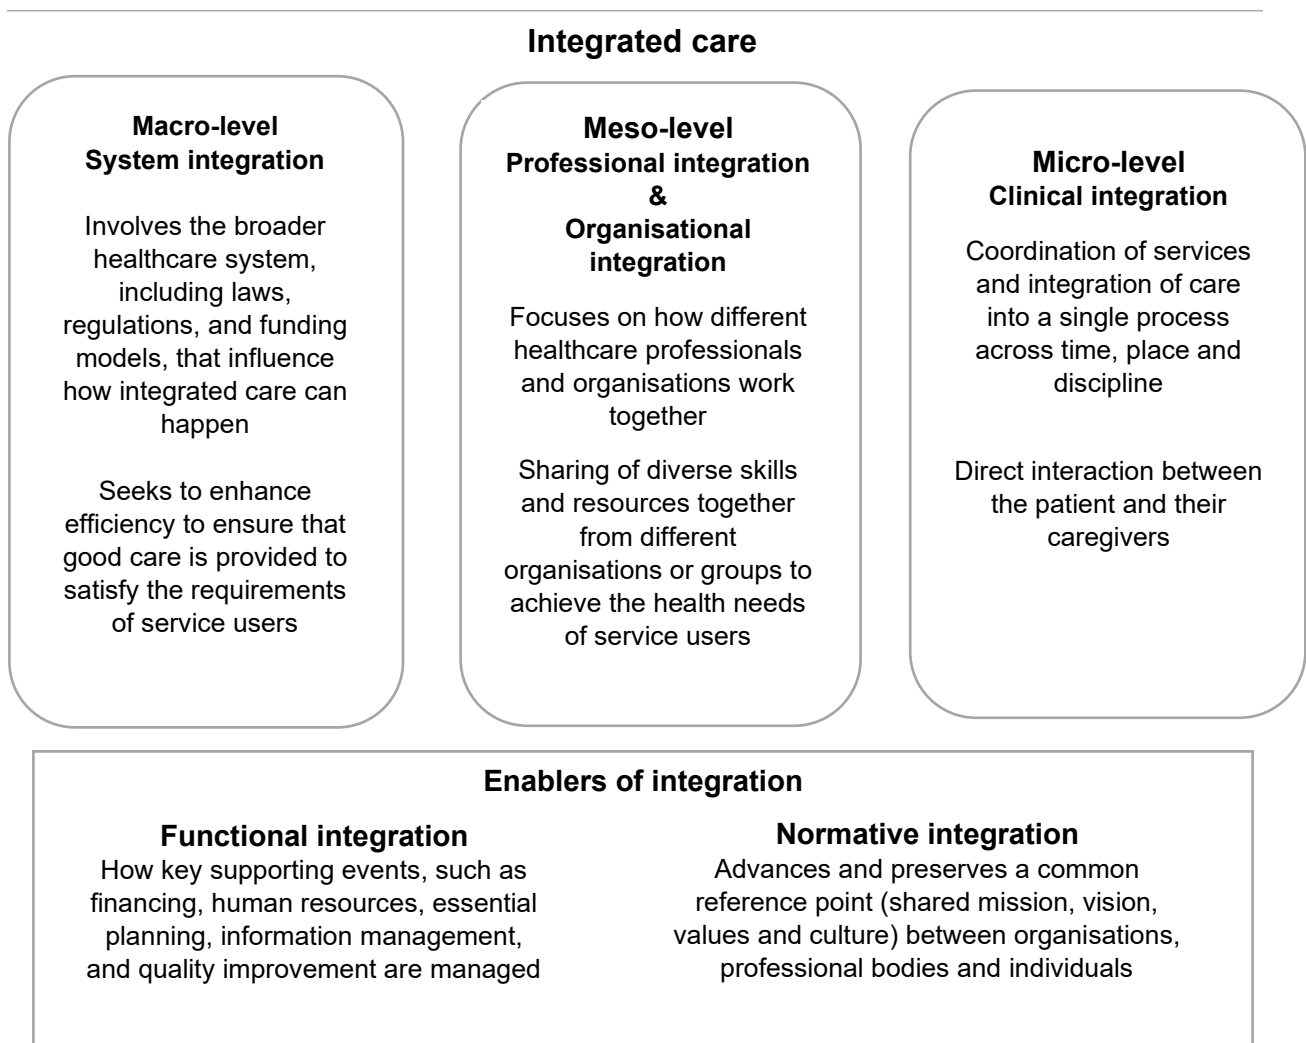 Integrated care
Macro-level
System integration
Involves the broader
healthcare system,
including laws,
regulations, and funding
models, that influence
how integrated care can
happen
Seeks to enhance
efficiency to ensure that
good care is provided to
satisfy the requirements
of service users
Meso-level
Professional integration
&
Organisational
integration
Focuses on how different
healthcare professionals
and organisations work
together
Sharing of diverse skills
and resources together
from different
organisations or groups to
achieve the health needs
of service users
Micro-level
Clinical integration
Coordination of services
and integration of care
into a single process
across time, place and
discipline
Direct interaction between
the patient and their
caregivers
Enablers of integration
Functional integration
How key supporting events, such as
financing, human resources, essential
planning, information management,
and quality improvement are managed
Normative integration
Advances and preserves a common
reference point (shared mission, vision,
values and culture) between organisations,
professional bodies and individuals